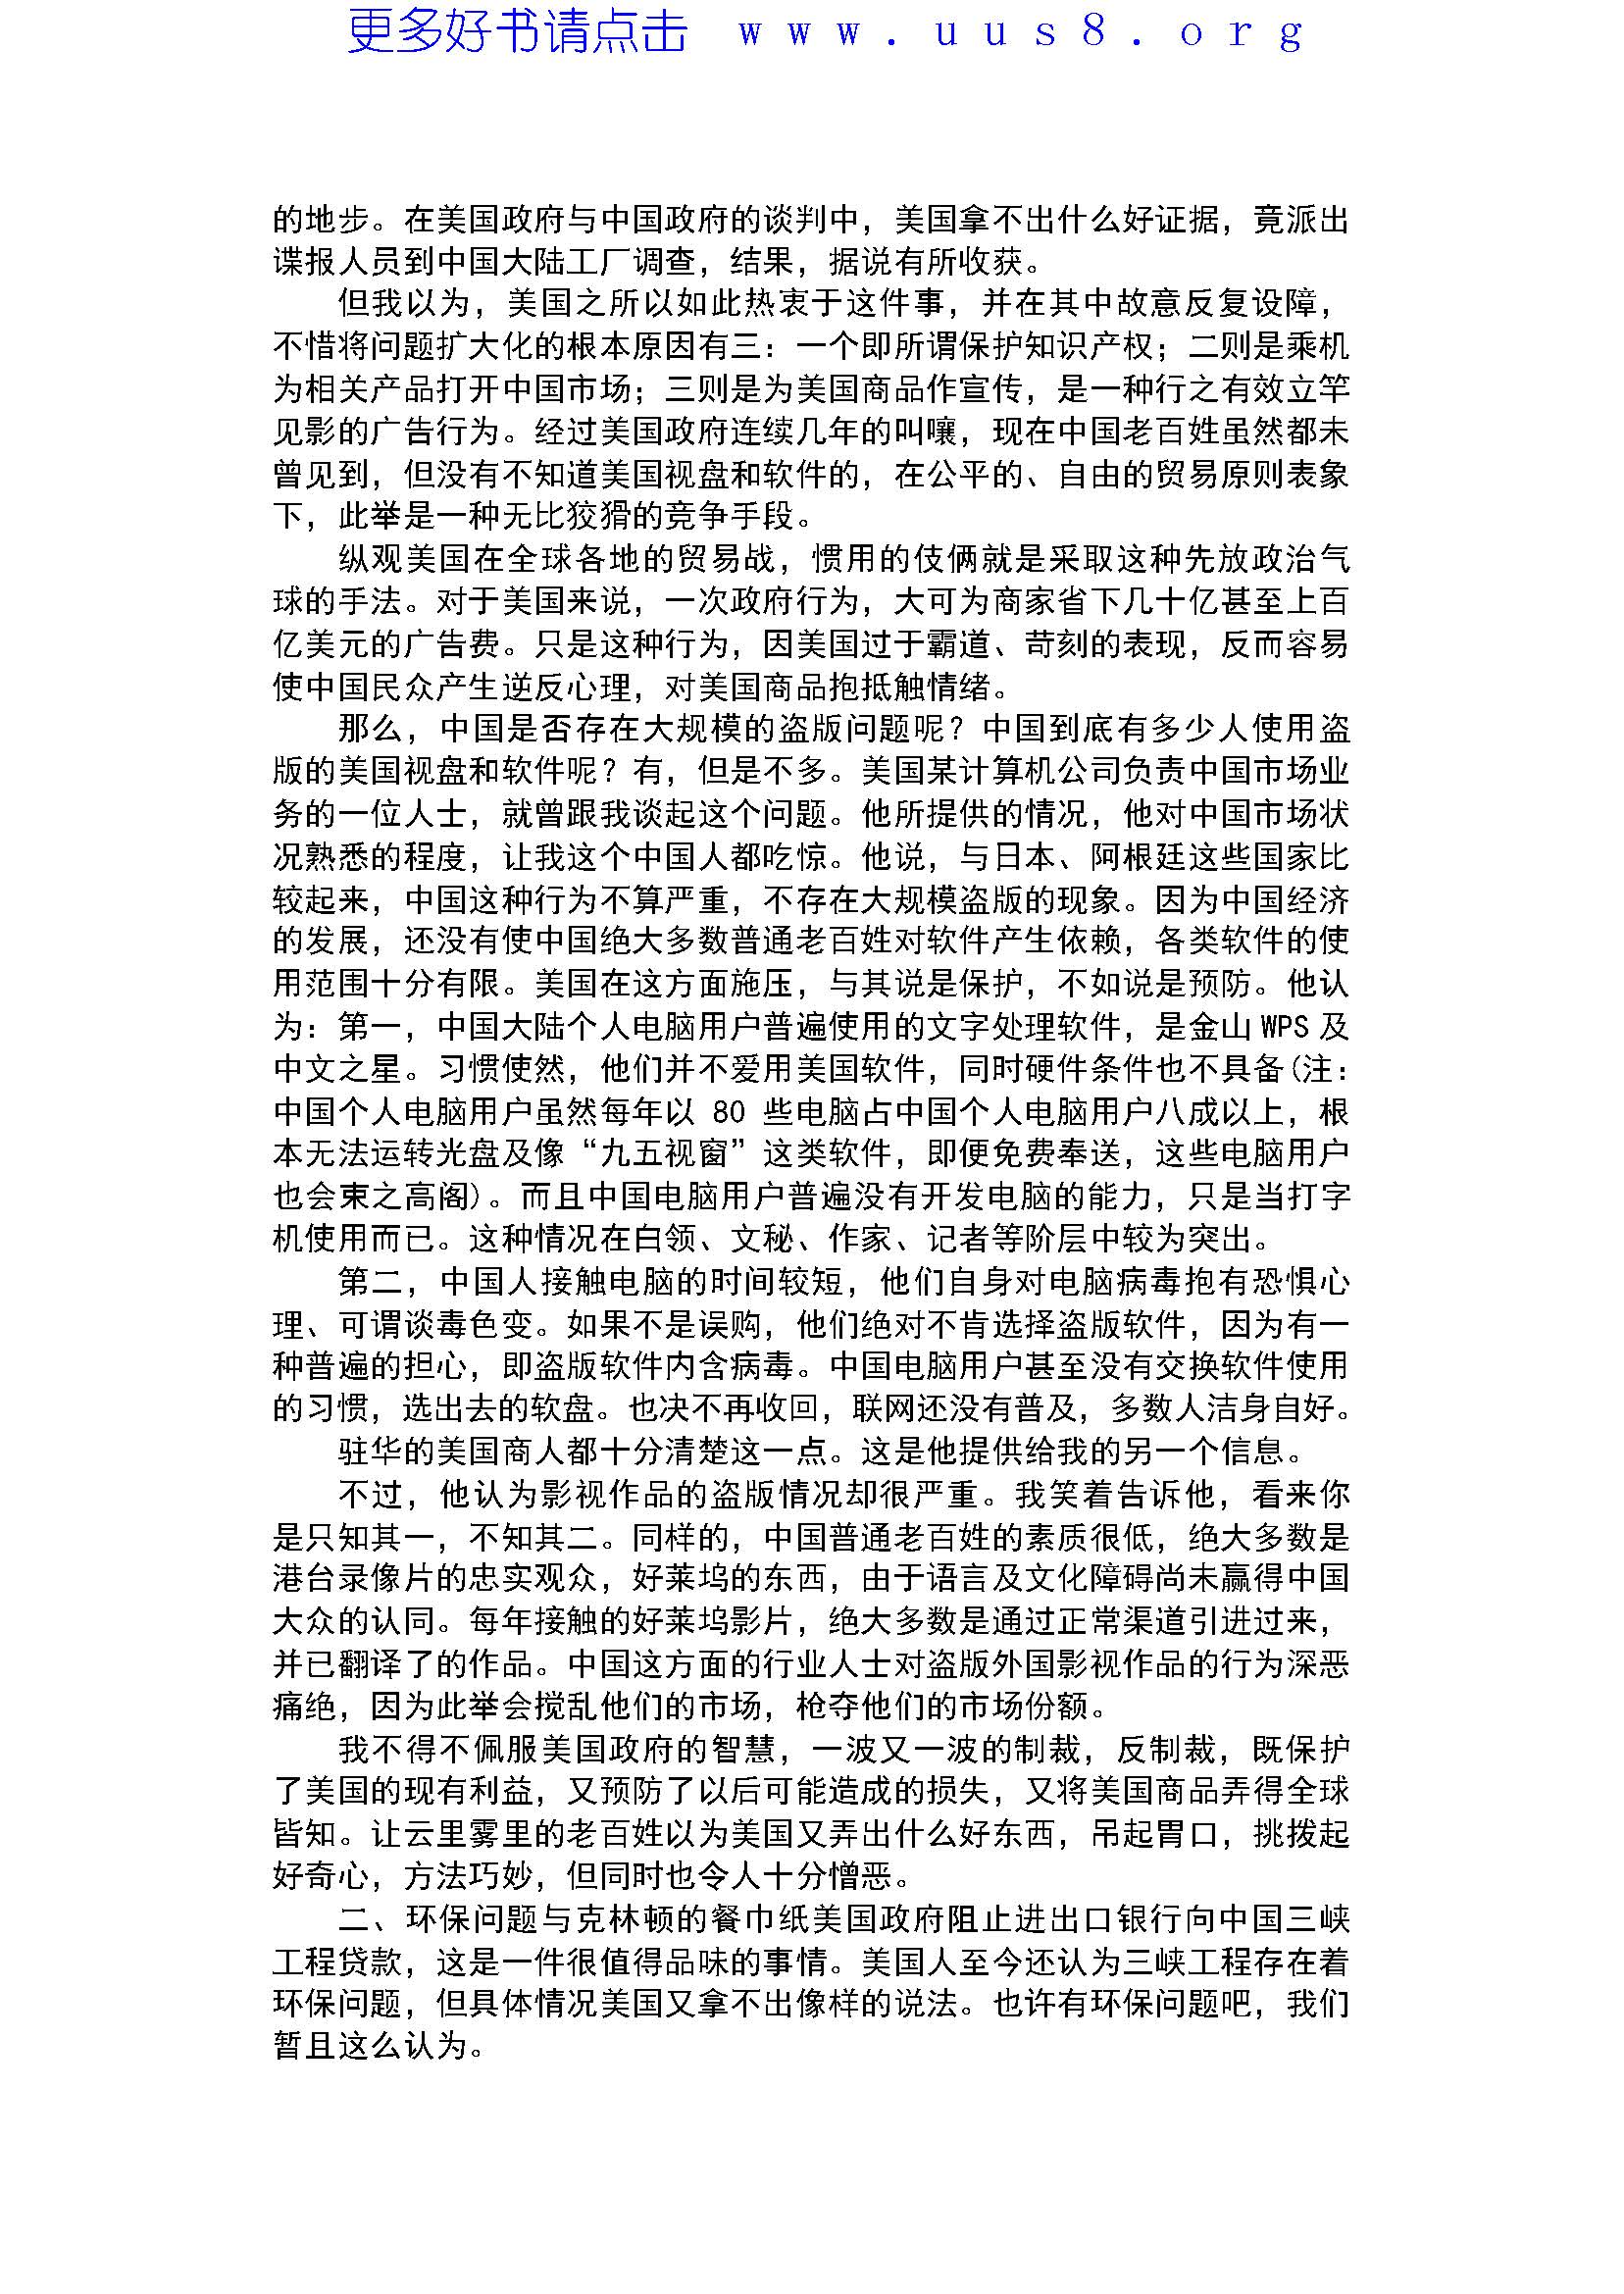 更多好书请点击 www.uus8.org
的地步。在美国政府与中国政府的谈判中，美国拿不出什么好证据，竟派出
谍报人员到中国大陆工厂调查，结果，据说有所收获。
但我以为，美国之所以如此热衷于这件事，并在其中故意反复设障，
不惜将问题扩大化的根本原因有三：一个即所谓保护知识产权；二则是乘机
为相关产品打开中国市场；三则是为美国商品作宣传，是一种行之有效立竿
见影的广告行为。经过美国政府连续几年的叫嚷，现在中国老百姓虽然都未
曾见到，但没有不知道美国视盘和软件的，在公平的、自由的贸易原则表象
下，此举是一种无比狡猾的竞争手段。
纵观美国在全球各地的贸易战，惯用的伎俩就是采取这种先放政治气
球的手法。对于美国来说，一次政府行为，大可为商家省下几十亿甚至上百
亿美元的广告费。只是这种行为，因美国过于霸道、苛刻的表现，反而容易
使中国民众产生逆反心理，对美国商品抱抵触情绪。
那么，中国是否存在大规模的盗版问题呢？中国到底有多少人使用盗
版的美国视盘和软件呢？有，但是不多。美国某计算机公司负责中国市场业
务的一位人士，就曾跟我谈起这个问题。他所提供的情况，他对中国市场状
况熟悉的程度，让我这个中国人都吃惊。他说，与日本、阿根廷这些国家比
较起来，中国这种行为不算严重，不存在大规模盗版的现象。因为中国经济
的发展，还没有使中国绝大多数普通老百姓对软件产生依赖，各类软件的使
用范围十分有限。美国在这方面施压，与其说是保护，不如说是预防。他认
为：第一，中国大陆个人电脑用户普遍使用的文字处理软件，是金山 WPS 及
中文之星。习惯使然，他们并不爱用美国软件，同时硬件条件也不具备(注：
中国个人电脑用户虽然每年以 80 些电脑占中国个人电脑用户八成以上，根
本无法运转光盘及像“九五视窗”这类软件，即便免费奉送，这些电脑用户
也会束之高阁)。而且中国电脑用户普遍没有开发电脑的能力，只是当打字
机使用而已。这种情况在白领、文秘、作家、记者等阶层中较为突出。
第二，中国人接触电脑的时间较短，他们自身对电脑病毒抱有恐惧心
理、可谓谈毒色变。如果不是误购，他们绝对不肯选择盗版软件，因为有一
种普遍的担心，即盗版软件内含病毒。中国电脑用户甚至没有交换软件使用
的习惯，选出去的软盘。也决不再收回，联网还没有普及，多数人洁身自好。
驻华的美国商人都十分清楚这一点。这是他提供给我的另一个信息。
不过，他认为影视作品的盗版情况却很严重。我笑着告诉他，看来你
是只知其一，不知其二。同样的，中国普通老百姓的素质很低，绝大多数是
港台录像片的忠实观众，好莱坞的东西，由于语言及文化障碍尚未赢得中国
大众的认同。每年接触的好莱坞影片，绝大多数是通过正常渠道引进过来，
并已翻译了的作品。中国这方面的行业人士对盗版外国影视作品的行为深恶
痛绝，因为此举会搅乱他们的市场，枪夺他们的市场份额。
我不得不佩服美国政府的智慧，一波又一波的制裁，反制裁，既保护
了美国的现有利益，又预防了以后可能造成的损失，又将美国商品弄得全球
皆知。让云里雾里的老百姓以为美国又弄出什么好东西，吊起胃口，挑拨起
好奇心，方法巧妙，但同时也令人十分憎恶。
二、环保问题与克林顿的餐巾纸美国政府阻止进出口银行向中国三峡
工程贷款，这是一件很值得品味的事情。美国人至今还认为三峡工程存在着
环保问题，但具体情况美国又拿不出像样的说法。也许有环保问题吧，我们
暂且这么认为。